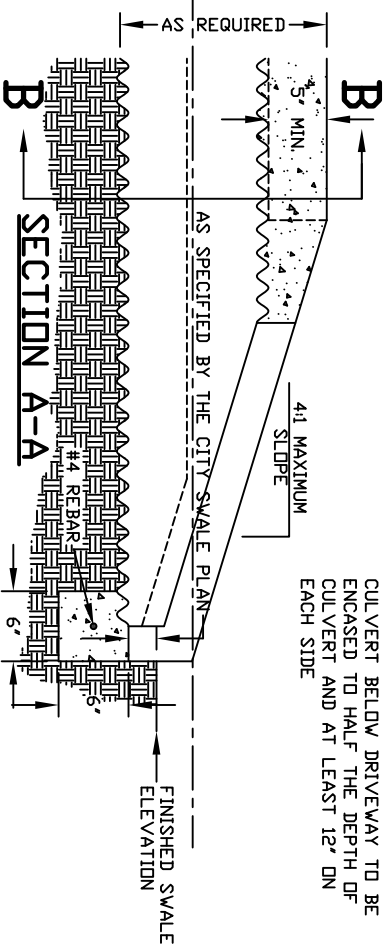 CULVERT BELOW DRIVEWAY TO BE
ENCASED TO HALF THE DEPTH OF
CULVERT AND AT LEAST 12" ON
EACH SIDE
B
4:1 MAXIMUM
SLOPE
5" MIN.
AS REQUIRED
AS SPECIFIED BY THE CITY SWALE PLAN
FINISHED SWALE
ELEVATION
#4 REBAR
6"
6"
B
SECTION A-A